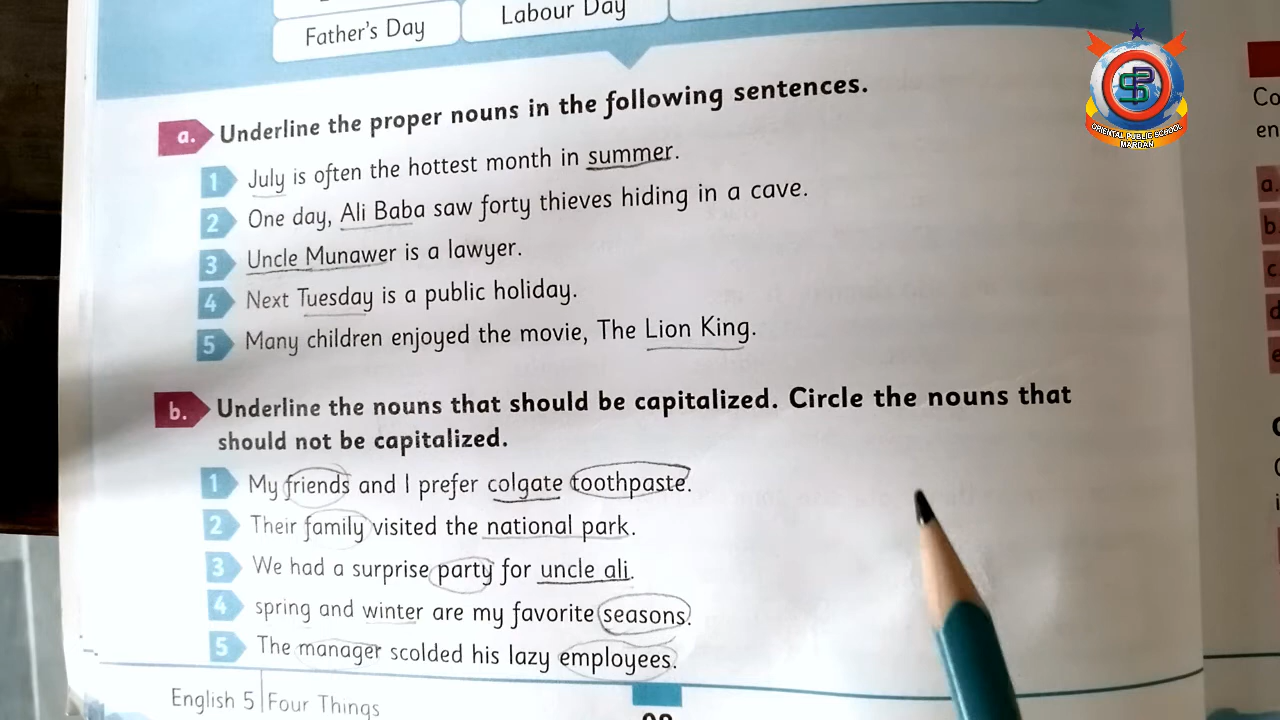 Father's Day
Labour Day
ORIENTAL PUBLIC SCHOOL
MARDAN
a. Underline the proper nouns in the following sentences.
1 July is often the hottest month in summer.
2 One day, Ali Baba saw forty thieves hiding in a cave.
3 Uncle Munawer is a lawyer.
4 Next Tuesday is a public holiday.
5 Many children enjoyed the movie, The Lion King.
b. Underline the nouns that should be capitalized. Circle the nouns that
should not be capitalized.
1 My friends and I prefer colgate toothpaste.
2 Their family visited the national park.
3 We had a surprise party for uncle ali.
4 spring and winter are my favorite seasons.
5 The manager scolded his lazy employees.
English 5 Four Things
Co
en
a.
b.
c
d
e